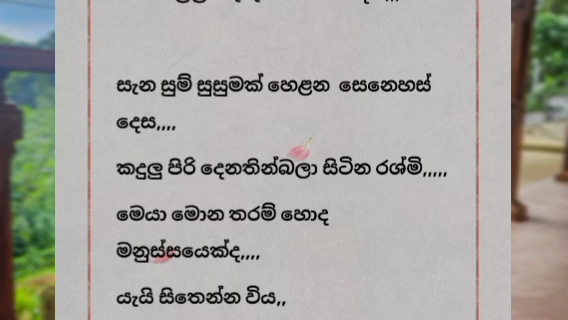 සැන සුම් සුසුමක් හෙළන සෙනෙහස්
දෙස,,,,
කදුලු පිරි දෙනතින්බලා සිටින රශ්මි,,,,,
මෙයා මොන තරම් හොද
මනුස්සයෙක්ද,,,,
යැයි සිතෙන්න විය,,